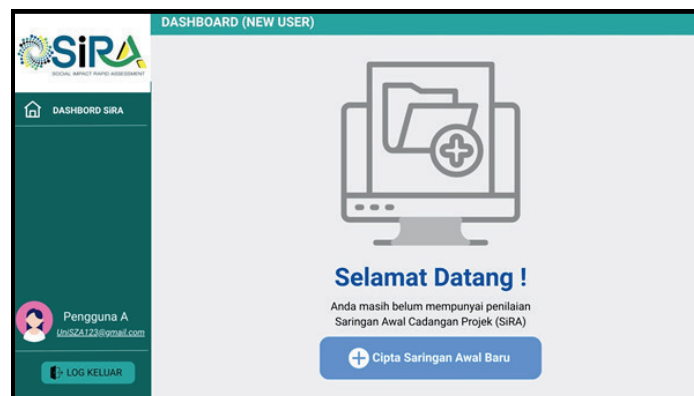 DASHBOARD (NEW USER)
SiRA
SOCIAL IMPACT RAPID ASSESSMENT
DASHBORD SiRA
Selamat Datang !
Anda masih belum mempunyai penilaian
Saringan Awal Cadangan Projek (SiRA)
Cipta Saringan Awal Baru
Pengguna A
UniSZA123@gmail.com
LOG KELUAR